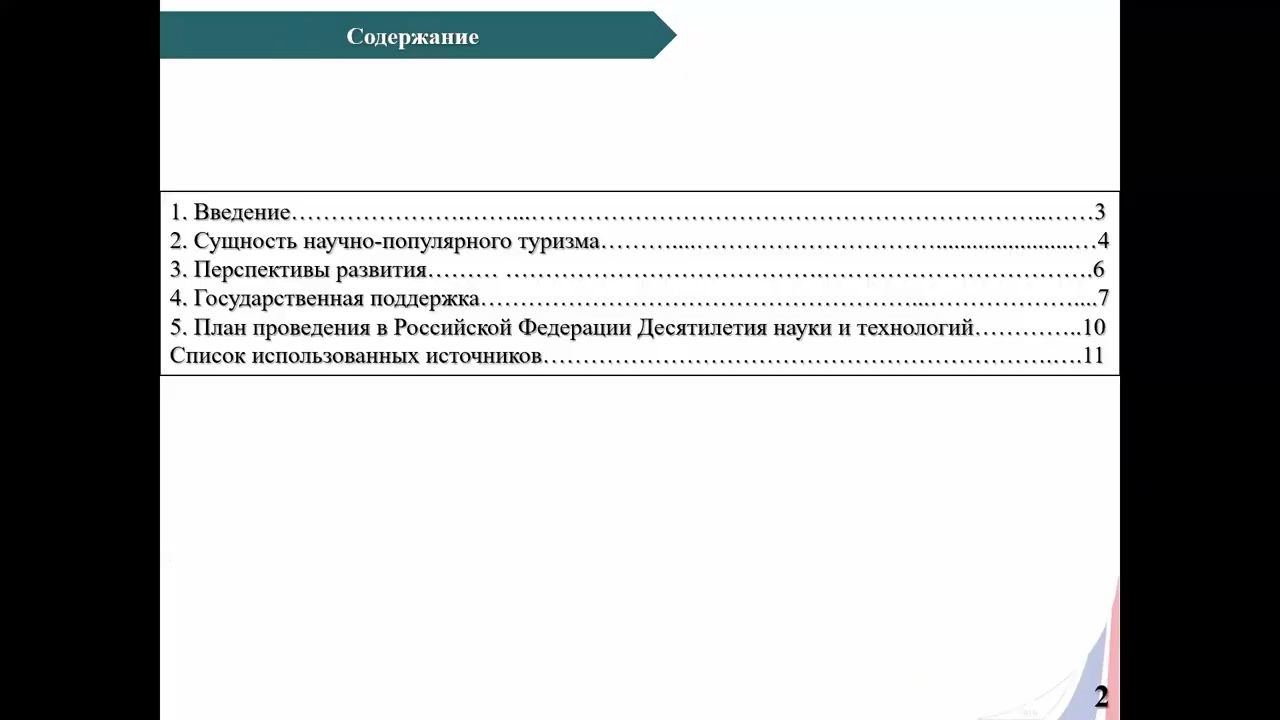 Содержание
1. Введение………………….……...……………………………………………………..……3
2. Сущность научно-популярного туризма………....…………………………......................…4
3. Перспективы развития……… ………………………………….…………………………….6
4. Государственная поддержка………………………………………………...………………....7
5. План проведения в Российской Федерации Десятилетия науки и технологий…………..10
Список использованных источников……………………………………………………….….11
2